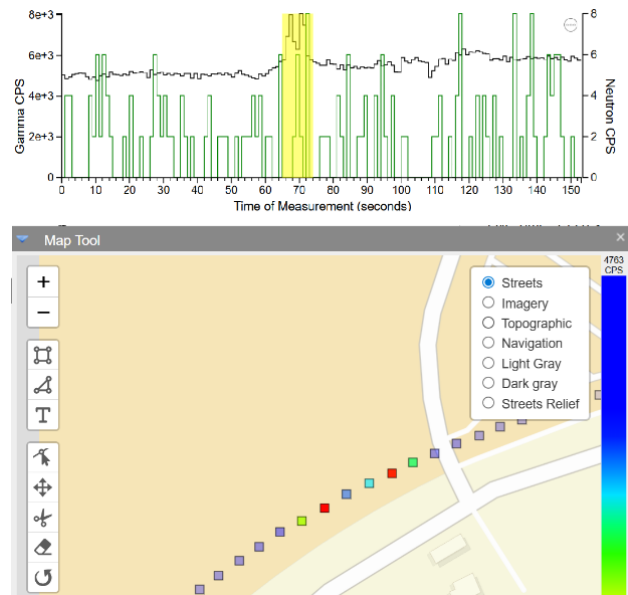 8e+3
6e+3
4e+3
2e+3
0
Gamma CPS
8
6
4
2
0
Neutron CPS
0 10 20 30 40 50 60 70 80 90 100 110 120 130 140 150
Time of Measurement (seconds)
Map Tool ×
4763
CPS
+
−
T
Streets
Imagery
Topographic
Navigation
Light Gray
Dark gray
Streets Relief